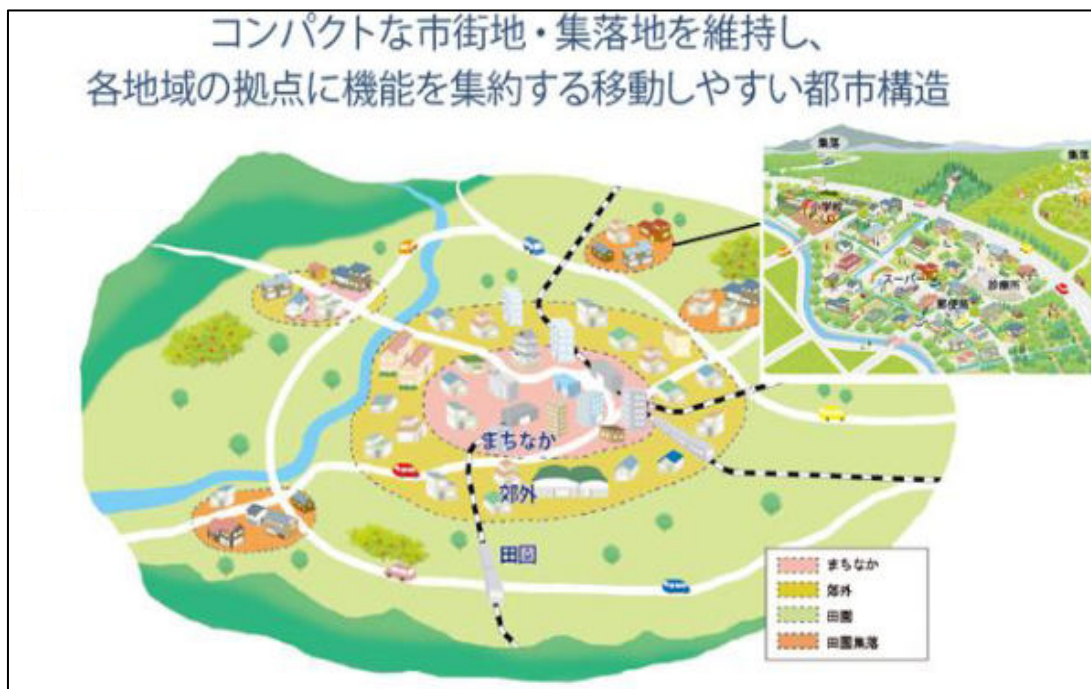 コンパクトな市街地・集落地を維持し、
各地域の拠点に機能を集約する移動しやすい都市構造
集落
集落
小学校
スーパー
診療所
郵便局
まちなか
郊外
田園
まちなか
郊外
田園
田園集落